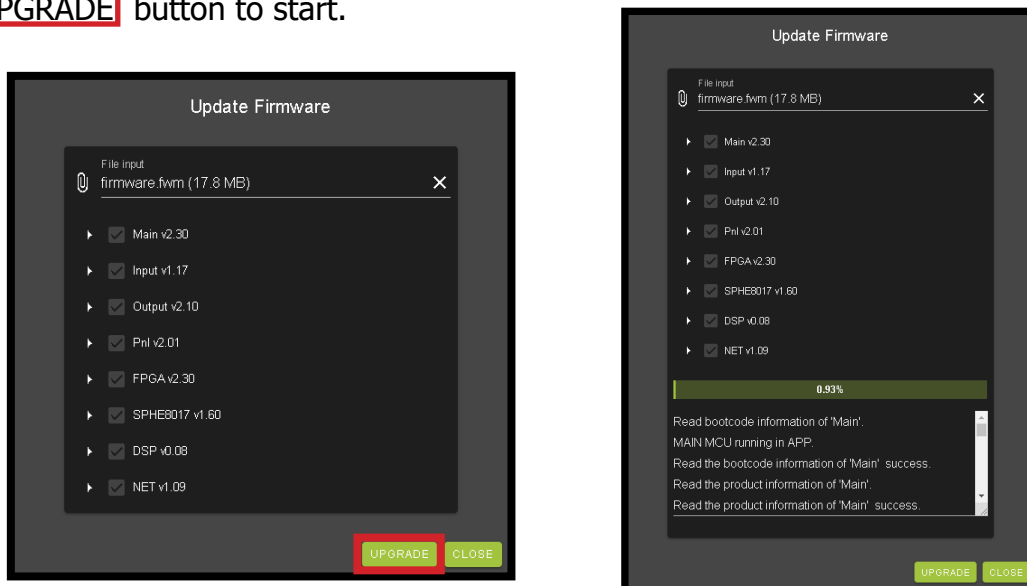 UPGRADE button to start.
Update Firmware
File input
firmware.fwm (17.8 MB)
Main v2.30
Input v1.17
Output v2.10
Pnl v2.01
FPGA v2.30
SPHE8017 v1.60
DSP v0.08
NET v1.09
UPGRADE CLOSE
Update Firmware
File input
firmware.fwm (17.8 MB)
Main v2.30
Input v1.17
Output v2.10
Pnl v2.01
FPGA v2.30
SPHE8017 v1.60
DSP v0.08
NET v1.09
0.93%
Read bootcode information of 'Main'.
MAIN MCU running in APP.
Read the bootcode information of 'Main' success.
Read the product information of 'Main'.
Read the product information of 'Main' success.
UPGRADE CLOSE